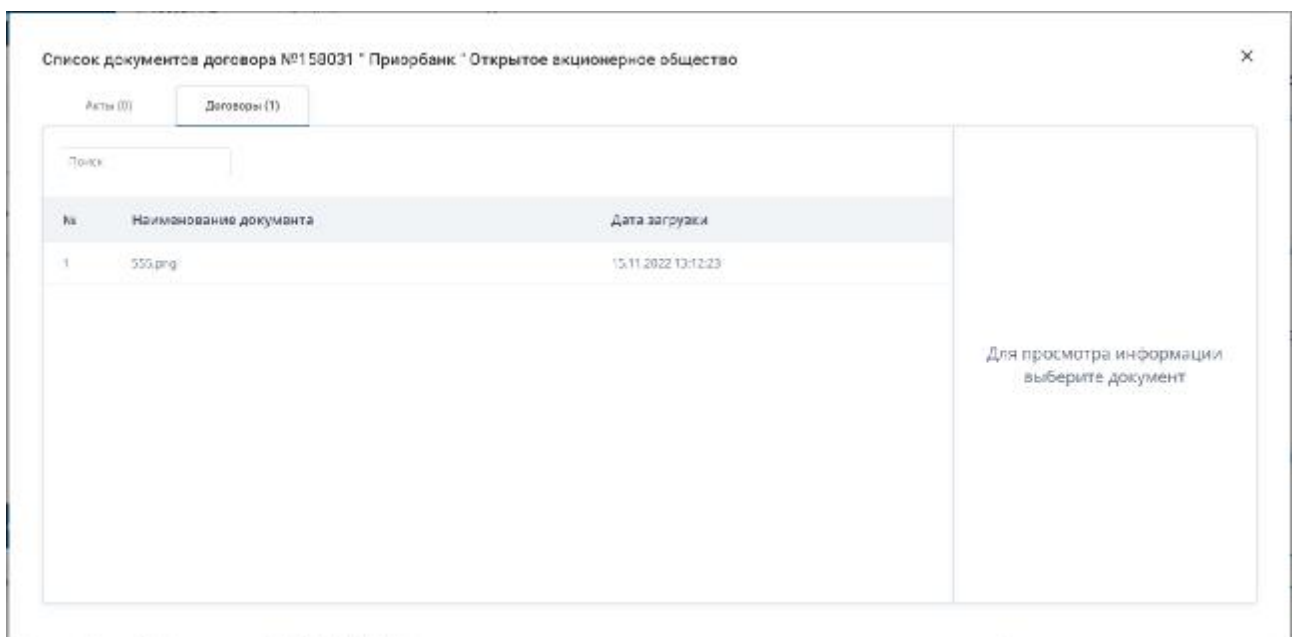 Список документов договора №158031 " Приорбанк " Открытое акционерное общество
Акты (0) Договоры (1)
Поиск
№ Наименование документа Дата загрузки
1 555.png 15.11.2022 13:12:23
Для просмотра информации
выберите документ